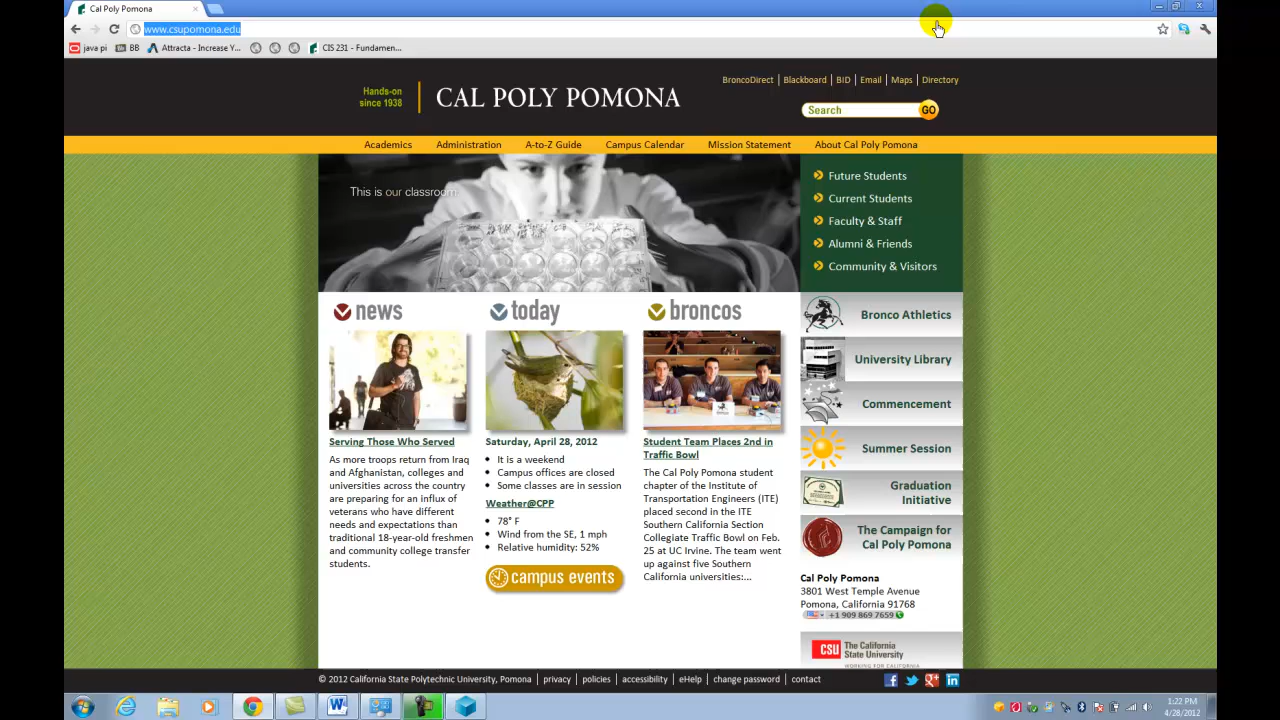 Cal Poly Pomona
www.csupomona.edu
java pi BB Attracta - Increase Y... CIS 231 - Fundamen...
BroncoDirect Blackboard BID Email Maps Directory
Hands-on
since 1938
CAL POLY POMONA
Search GO
Academics Administration A-to-Z Guide Campus Calendar Mission Statement About Cal Poly Pomona
This is our classroom
Future Students
Current Students
Faculty & Staff
Alumni & Friends
Community & Visitors
news
Serving Those Who Served
As more troops return from Iraq
and Afghanistan, colleges and
universities across the country
are preparing for an influx of
veterans who have different
needs and expectations than
traditional 18-year-old freshmen
and community college transfer
students.
today
Saturday, April 28, 2012
It is a weekend
Campus offices are closed
Some classes are in session
Weather@CPP
78° F
Wind from the SE, 1 mph
Relative humidity: 52%
campus events
broncos
Student Team Places 2nd in
Traffic Bowl
The Cal Poly Pomona student
chapter of the Institute of
Transportation Engineers (ITE)
placed second in the ITE
Southern California Section
Collegiate Traffic Bowl on Feb.
25 at UC Irvine. The team went
up against five Southern
California universities:...
Bronco Athletics
University Library
Commencement
Summer Session
Graduation
Initiative
The Campaign for
Cal Poly Pomona
Cal Poly Pomona
3801 West Temple Avenue
Pomona, California 91768
+1 909 869 7659
CSU The California
State University
WORKING FOR CALIFORNIA
© 2012 California State Polytechnic University, Pomona privacy policies accessibility eHelp change password contact
1:22 PM
4/28/2012